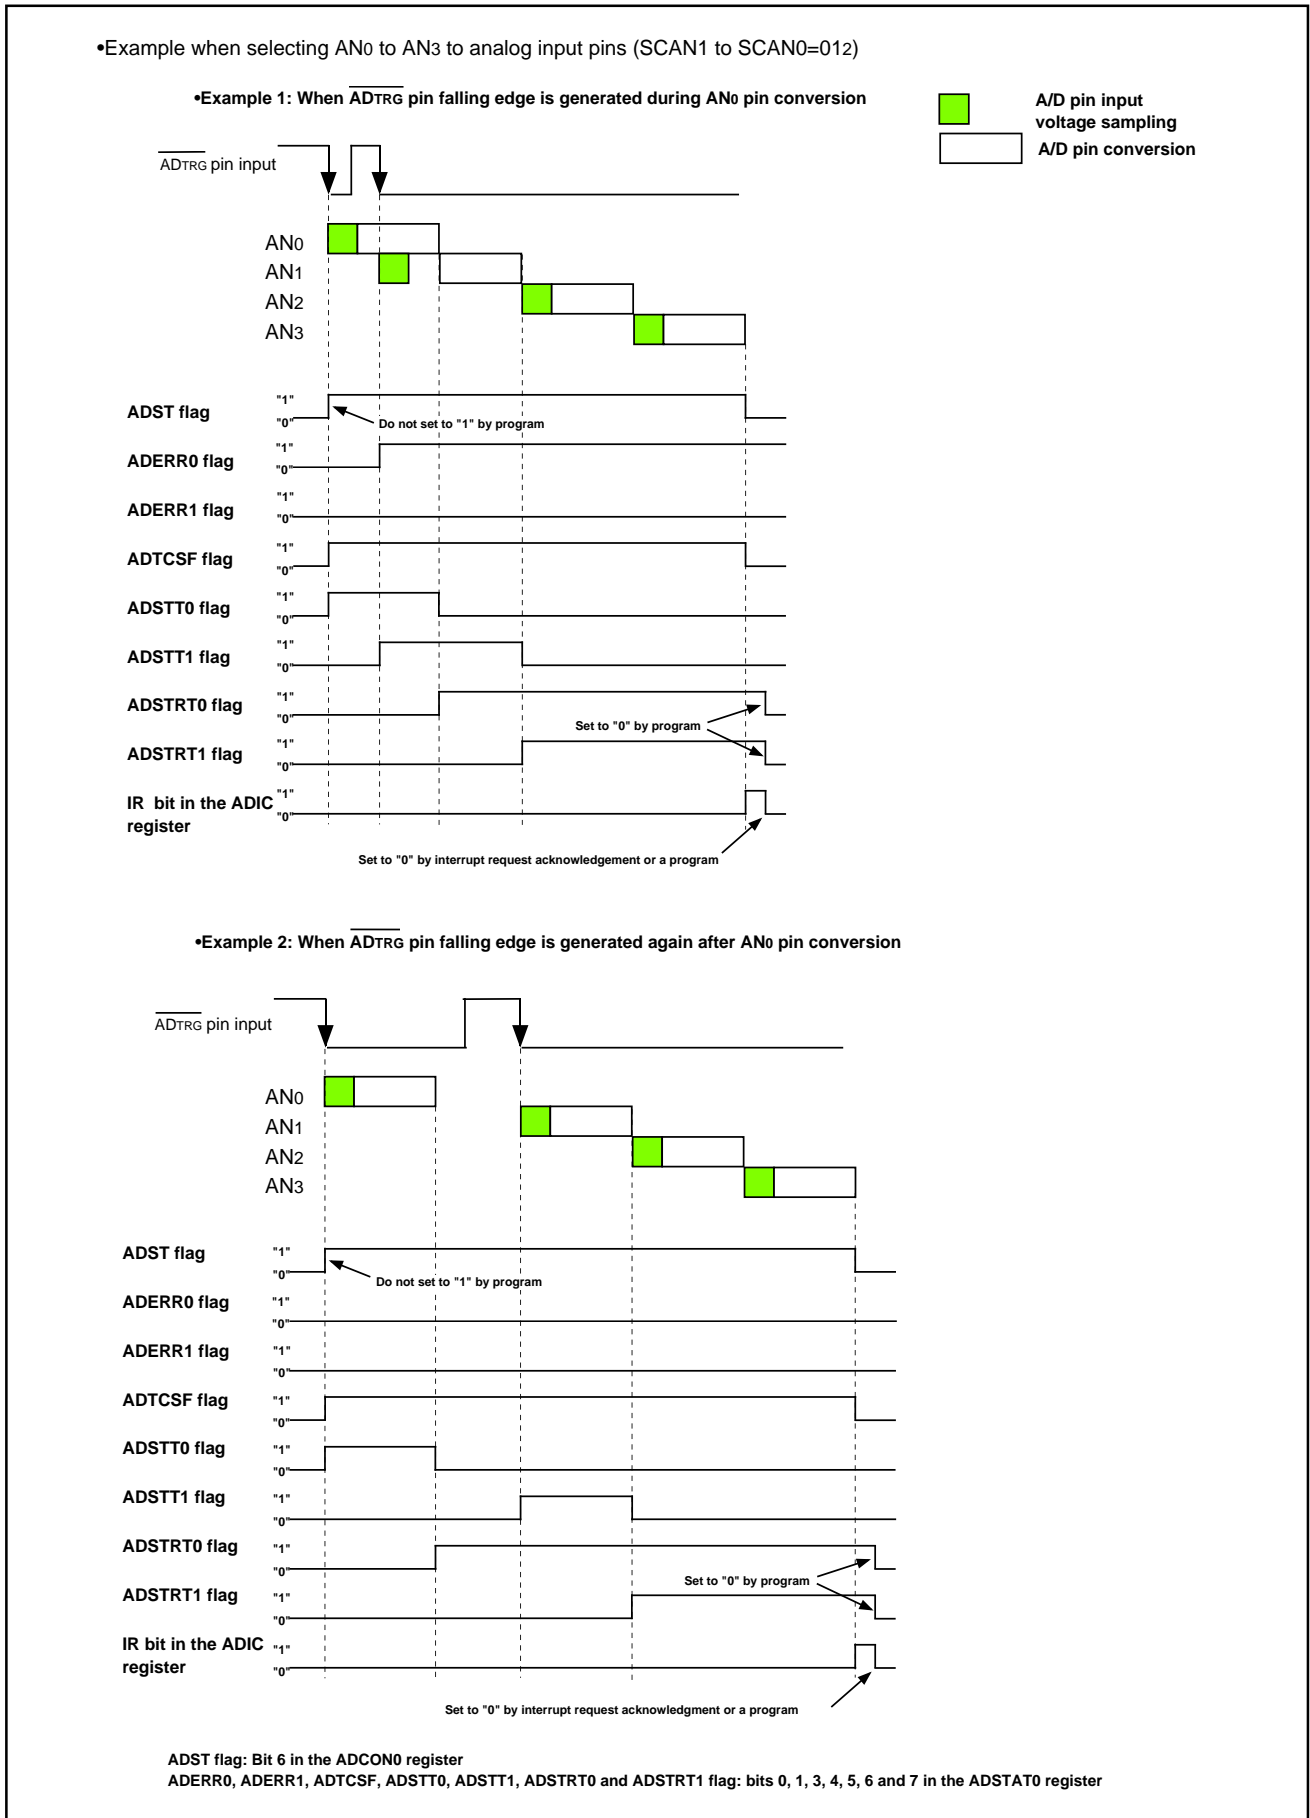 •Example when selecting AN0 to AN3 to analog input pins (SCAN1 to SCAN0=012)
•Example 1: When ADTRG pin falling edge is generated during AN0 pin conversion
A/D pin input
voltage sampling
A/D pin conversion
ADTRG pin input
AN0
AN1
AN2
AN3
ADST flag
"1"
"0"
Do not set to "1" by program
ADERR0 flag
"1"
"0"
ADERR1 flag
"1"
"0"
ADTCSF flag
"1"
"0"
ADSTT0 flag
"1"
"0"
ADSTT1 flag
"1"
"0"
ADSTRT0 flag
"1"
"0"
Set to "0" by program
ADSTRT1 flag
"1"
"0"
IR bit in the ADIC
register
"1"
"0"
Set to "0" by interrupt request acknowledgement or a program
•Example 2: When ADTRG pin falling edge is generated again after AN0 pin conversion
ADTRG pin input
AN0
AN1
AN2
AN3
ADST flag
"1"
"0"
Do not set to "1" by program
ADERR0 flag
"1"
"0"
ADERR1 flag
"1"
"0"
ADTCSF flag
"1"
"0"
ADSTT0 flag
"1"
"0"
ADSTT1 flag
"1"
"0"
ADSTRT0 flag
"1"
"0"
Set to "0" by program
ADSTRT1 flag
"1"
"0"
IR bit in the ADIC
register
"1"
"0"
Set to "0" by interrupt request acknowledgment or a program
ADST flag: Bit 6 in the ADCON0 register
ADERR0, ADERR1, ADTCSF, ADSTT0, ADSTT1, ADSTRT0 and ADSTRT1 flag: bits 0, 1, 3, 4, 5, 6 and 7 in the ADSTAT0 register